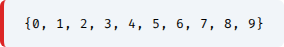 {0, 1, 2, 3, 4, 5, 6, 7, 8, 9}